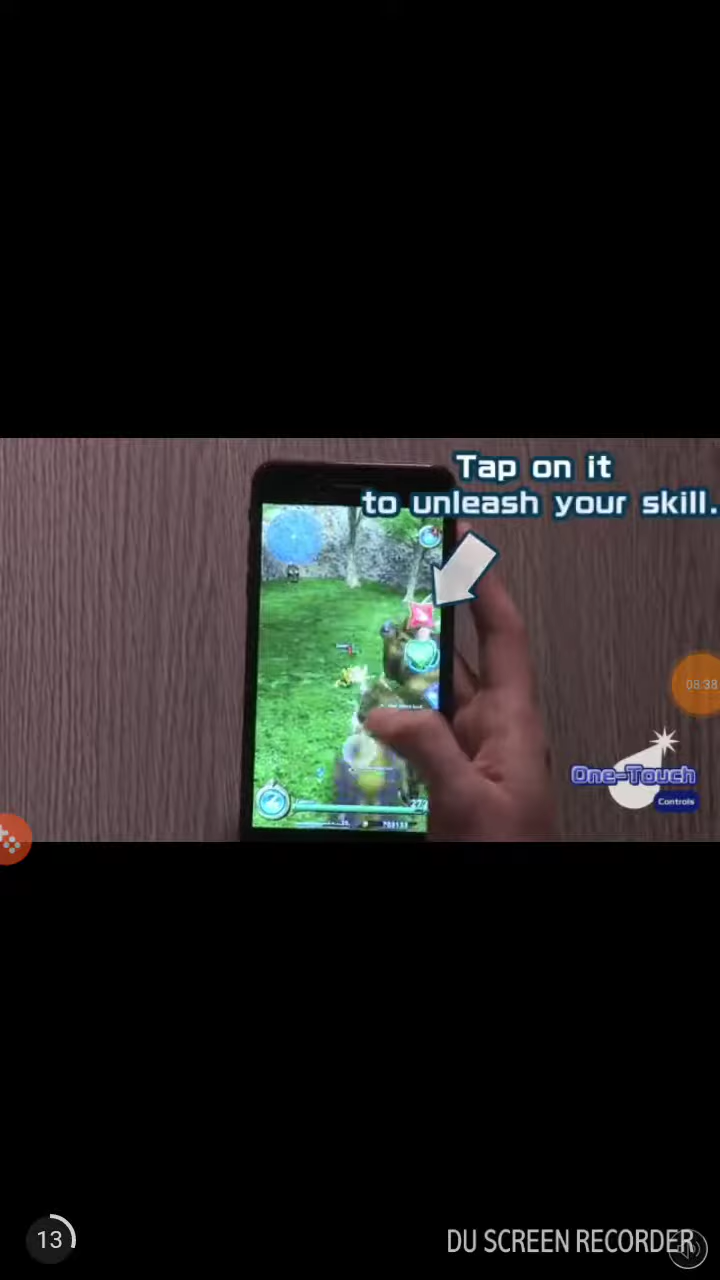 Tap on it
to unleash your skill.
08:38
One-Touch
Controls
13
DU SCREEN RECORDER